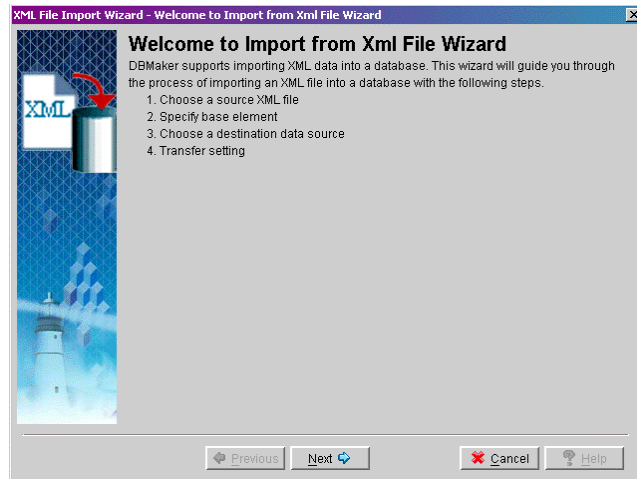 XML File Import Wizard - Welcome to Import from Xml File Wizard
XML
Welcome to Import from Xml File Wizard
DBMaker supports importing XML data into a database. This wizard will guide you through
the process of importing an XML file into a database with the following steps.
1. Choose a source XML file
2. Specify base element
3. Choose a destination data source
4. Transfer setting
Previous
Next
Cancel
Help